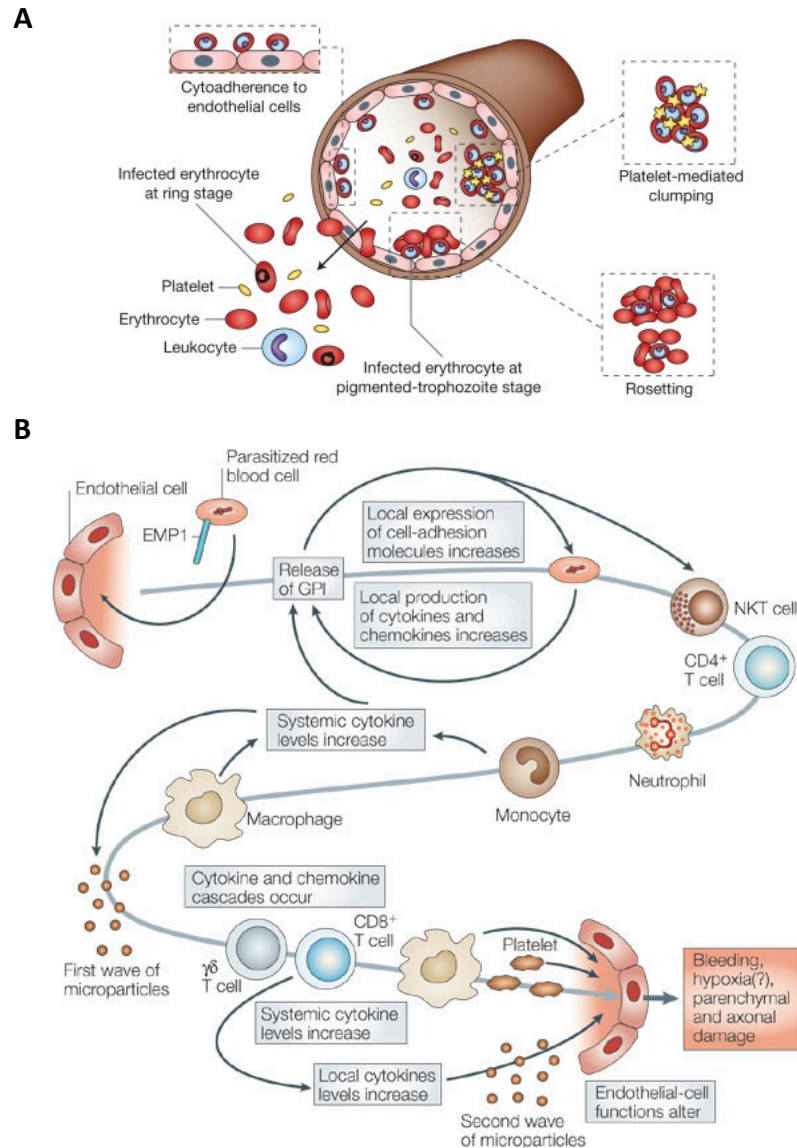 A
Cytoadherence to
endothelial cells
Infected erythrocyte
at ring stage
Platelet
Erythrocyte
Leukocyte
Infected erythrocyte at
pigmented-trophozoite stage
Platelet-mediated
clumping
Rosetting
B
Endothelial cell
Parasitized red
blood cell
EMP1
Release
of GPI
Local expression
of cell-adhesion
molecules increases
Local production
of cytokines and
chemokines increases
NKT cell
CD4+
T cell
Systemic cytokine
levels increase
Neutrophil
Monocyte
Macrophage
First wave of
microparticles
Cytokine and chemokine
cascades occur
γδ
T cell
CD8+
T cell
Platelet
Systemic cytokine
levels increase
Local cytokines
levels increase
Second wave
of microparticles
Endothelial-cell
functions alter
Bleeding,
hypoxia(?),
parenchymal
and axonal
damage